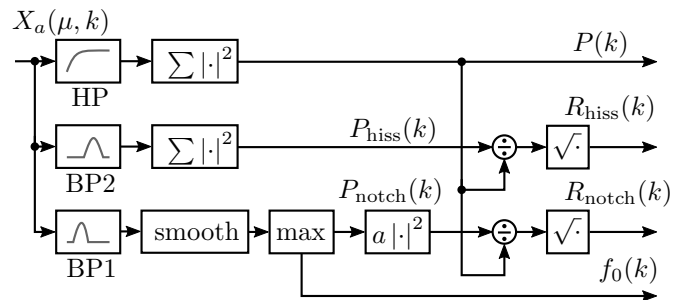 X_a(μ, k)
P(k)
∑ |·|²
HP
P_hiss(k)
R_hiss(k)
∑ |·|²
÷
√·
BP2
P_notch(k)
R_notch(k)
smooth
max
a |·|²
÷
√·
BP1
f_0(k)